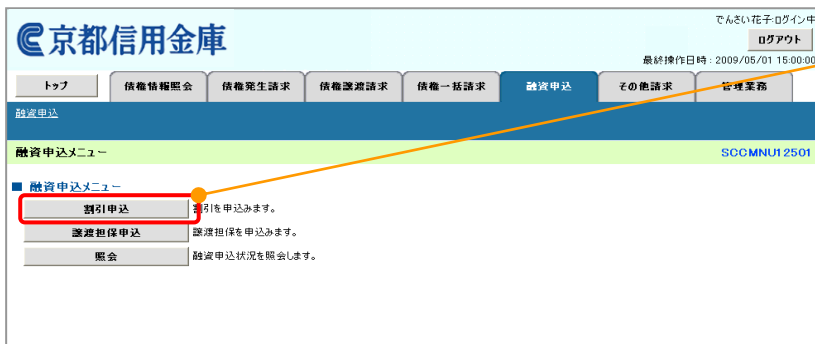 でんさい花子:ログイン中
京都信用金庫
ログアウト
最終操作日時：2009/05/01 15:00:00
トップ 債権情報照会 債権発生請求 債権譲渡請求 債権一括請求 融資申込 その他請求 管理業務
融資申込
融資申込メニュー SCCMNU12501
■ 融資申込メニュー
割引申込 割引を申込みます。
譲渡担保申込 譲渡担保を申込みます。
照会 融資申込状況を照会します。